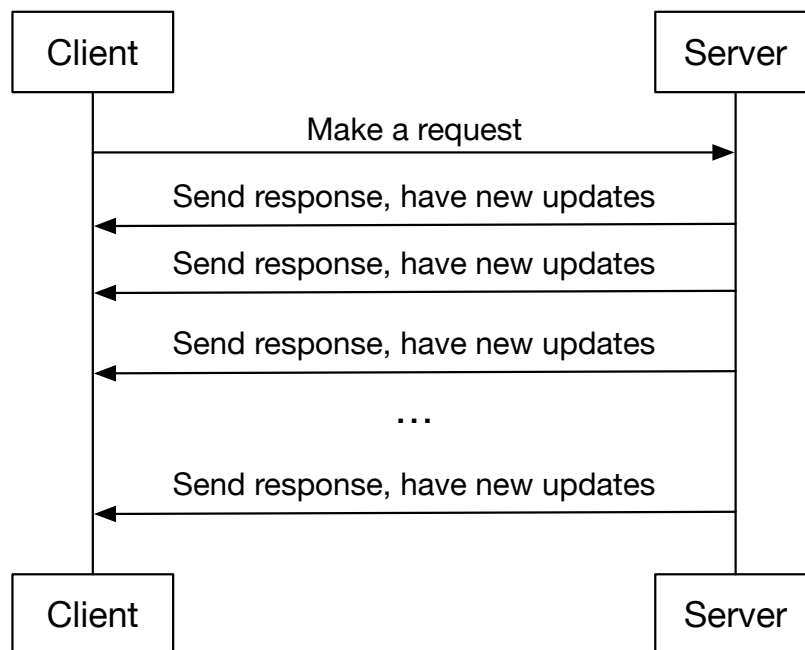 Client
Server
Make a request
Send response, have new updates
Send response, have new updates
Send response, have new updates
...
Send response, have new updates
Client
Server